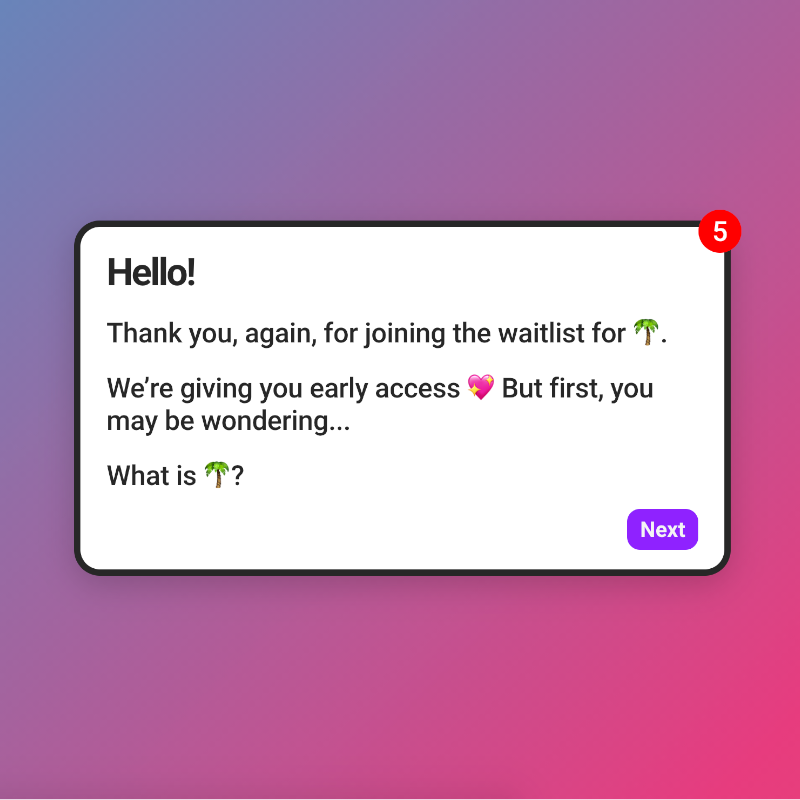 5
Hello!
Thank you, again, for joining the waitlist for 🌴.
We’re giving you early access 💖 But first, you
may be wondering...
What is 🌴?
Next